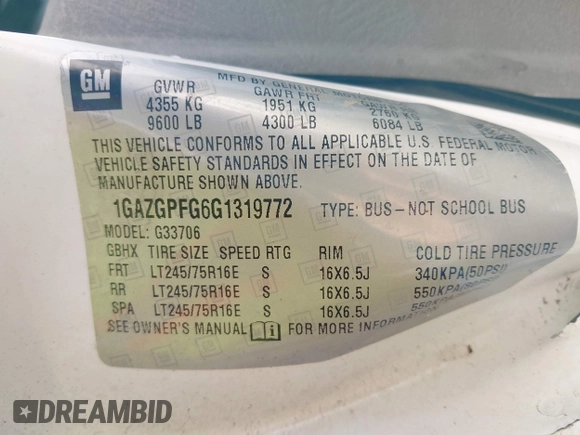 GM
MFD BY GENERAL
GVWR GAWR FRT
4355 KG 1951 KG 2760 KG
9600 LB 4300 LB 6084 LB
THIS VEHICLE CONFORMS TO ALL APPLICABLE U.S. FEDERAL MOTOR
VEHICLE SAFETY STANDARDS IN EFFECT ON THE DATE OF
MANUFACTURE SHOWN ABOVE.
1GAZGPFG6G1319772 TYPE: BUS-NOT SCHOOL BUS
MODEL: G33706
GBHX TIRE SIZE SPEED RTG RIM COLD TIRE PRESSURE
FRT LT245/75R16E S 16X6.5J 340KPA(50PSI)
RR LT245/75R16E S 16X6.5J 550KPA(80PSI)
SPA LT245/75R16E S 16X6.5J
SEE OWNER'S MANUAL FOR MORE INFORMATION
DREAMBID